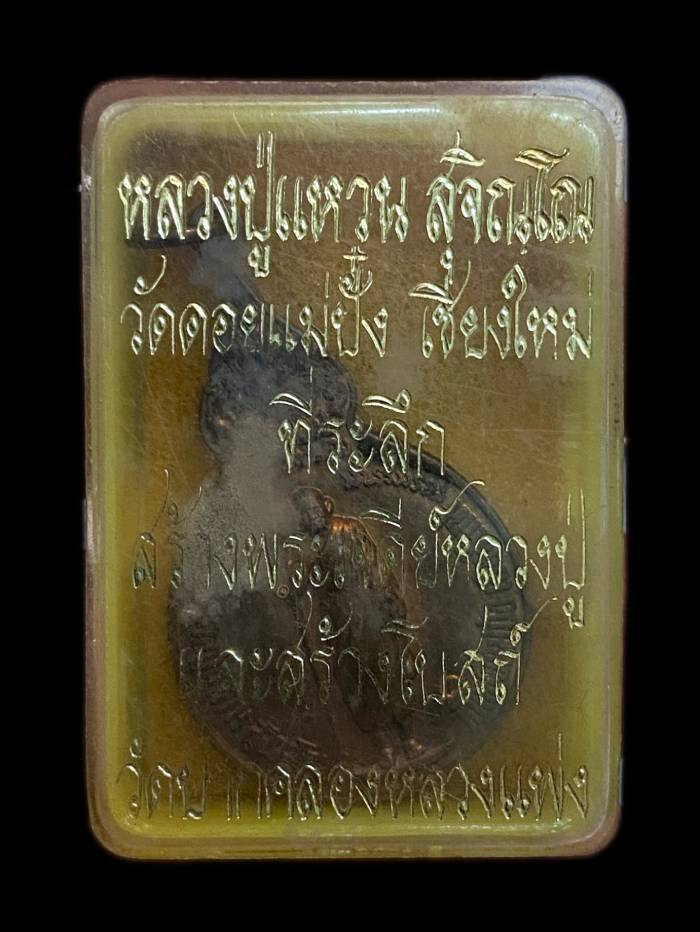 หลวงปู่แหวน สุจิณฺโณ
วัดดอยแม่ปั๋ง เชียงใหม่
ที่ระลึก
สร้างพระเจดีย์หลวงปู่
และสร้างโบสถ์
วัดปากคลองหลวงแพ่ง